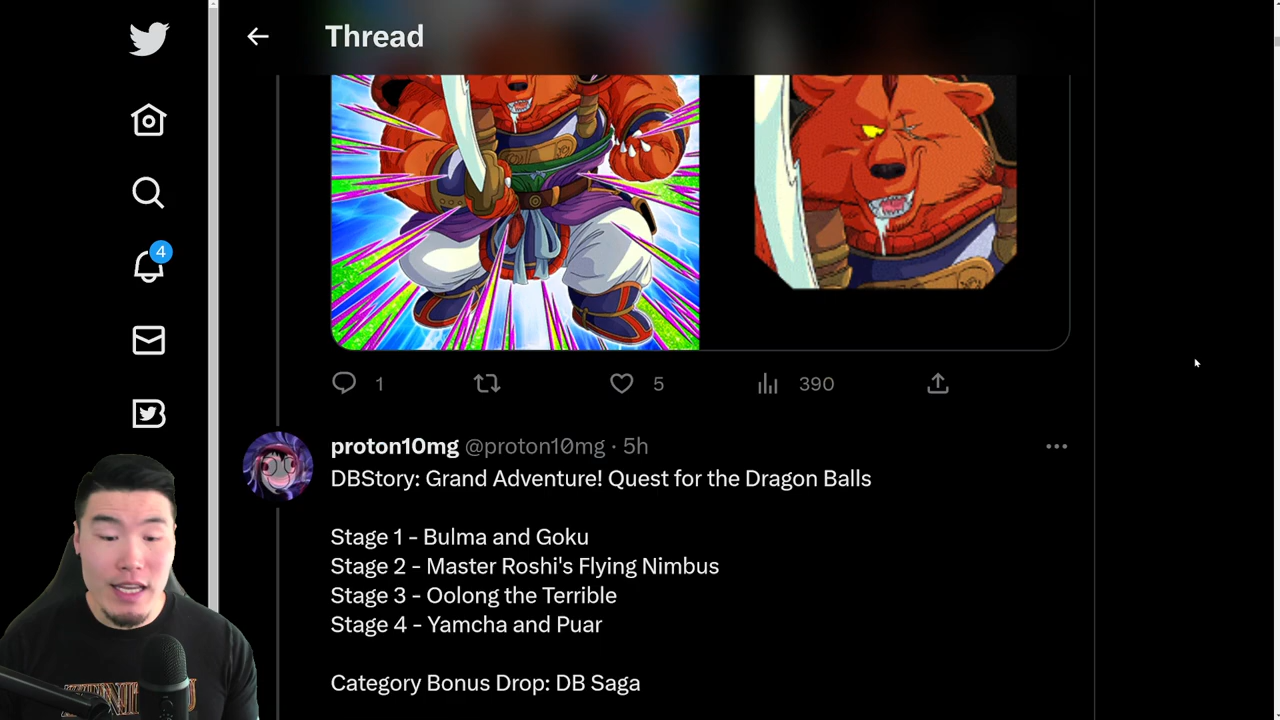 Thread
4
1
5
390
proton10mg @proton10mg · 5h
DBStory: Grand Adventure! Quest for the Dragon Balls
Stage 1 - Bulma and Goku
Stage 2 - Master Roshi's Flying Nimbus
Stage 3 - Oolong the Terrible
Stage 4 - Yamcha and Puar
Category Bonus Drop: DB Saga